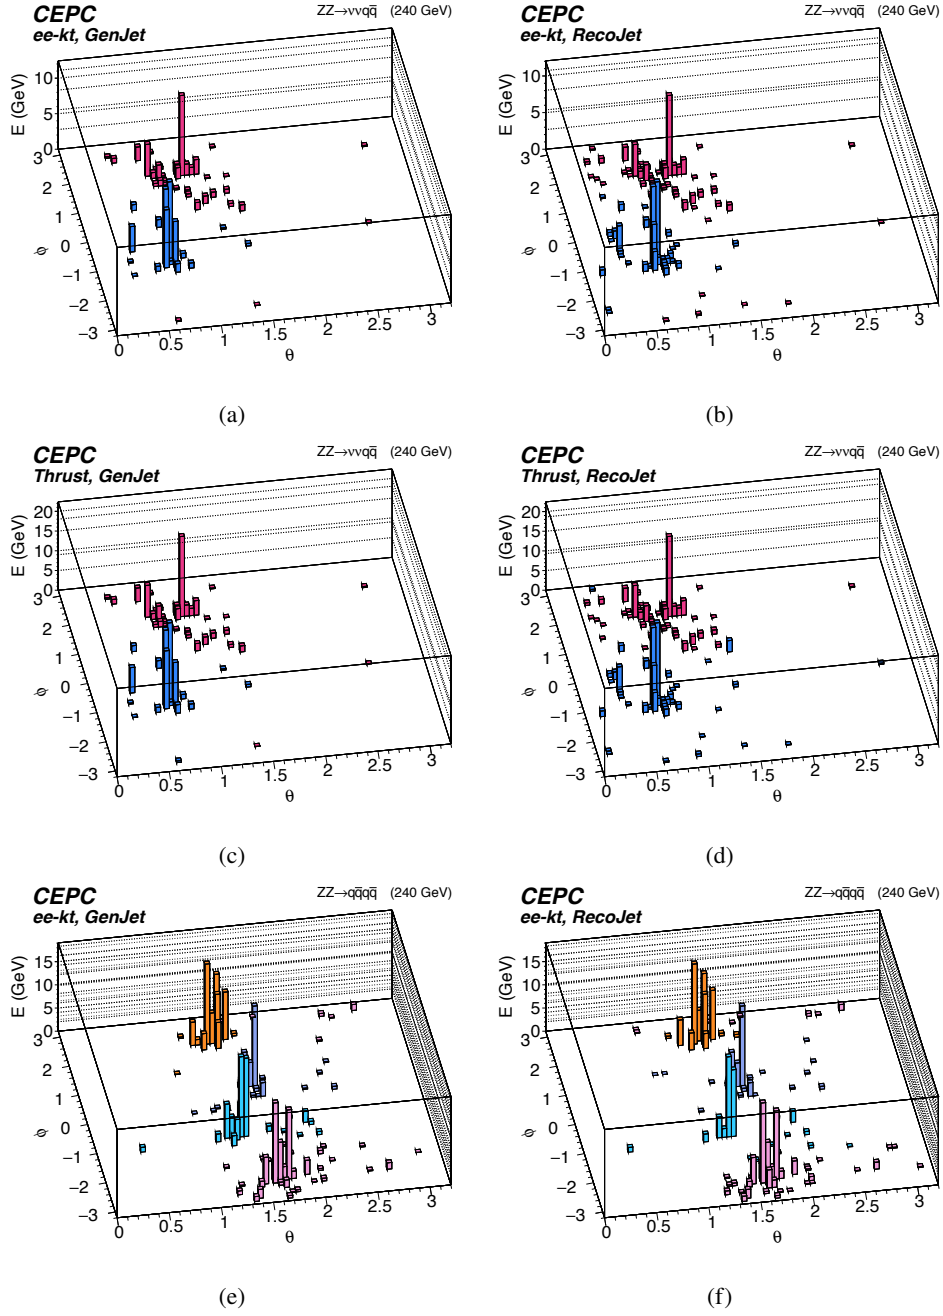 CEPC ZZ→ννqq̅ (240 GeV)
ee-kt, GenJet
E (GeV)
10
5
0
3
2
1
0
−1
−2
−3
φ
0 0.5 1 1.5 2 2.5 3
θ
(a)
CEPC ZZ→ννqq̅ (240 GeV)
ee-kt, RecoJet
E (GeV)
10
5
0
3
2
1
0
−1
−2
−3
φ
0 0.5 1 1.5 2 2.5 3
θ
(b)
CEPC ZZ→ννqq̅ (240 GeV)
Thrust, GenJet
E (GeV)
20
15
10
5
0
3
2
1
0
−1
−2
−3
φ
0 0.5 1 1.5 2 2.5 3
θ
(c)
CEPC ZZ→ννqq̅ (240 GeV)
Thrust, RecoJet
E (GeV)
20
15
10
5
0
3
2
1
0
−1
−2
−3
φ
0 0.5 1 1.5 2 2.5 3
θ
(d)
CEPC ZZ→qq̅qq̅ (240 GeV)
ee-kt, GenJet
E (GeV)
15
10
5
0
3
2
1
0
−1
−2
−3
φ
0 0.5 1 1.5 2 2.5 3
θ
(e)
CEPC ZZ→qq̅qq̅ (240 GeV)
ee-kt, RecoJet
E (GeV)
15
10
5
0
3
2
1
0
−1
−2
−3
φ
0 0.5 1 1.5 2 2.5 3
θ
(f)